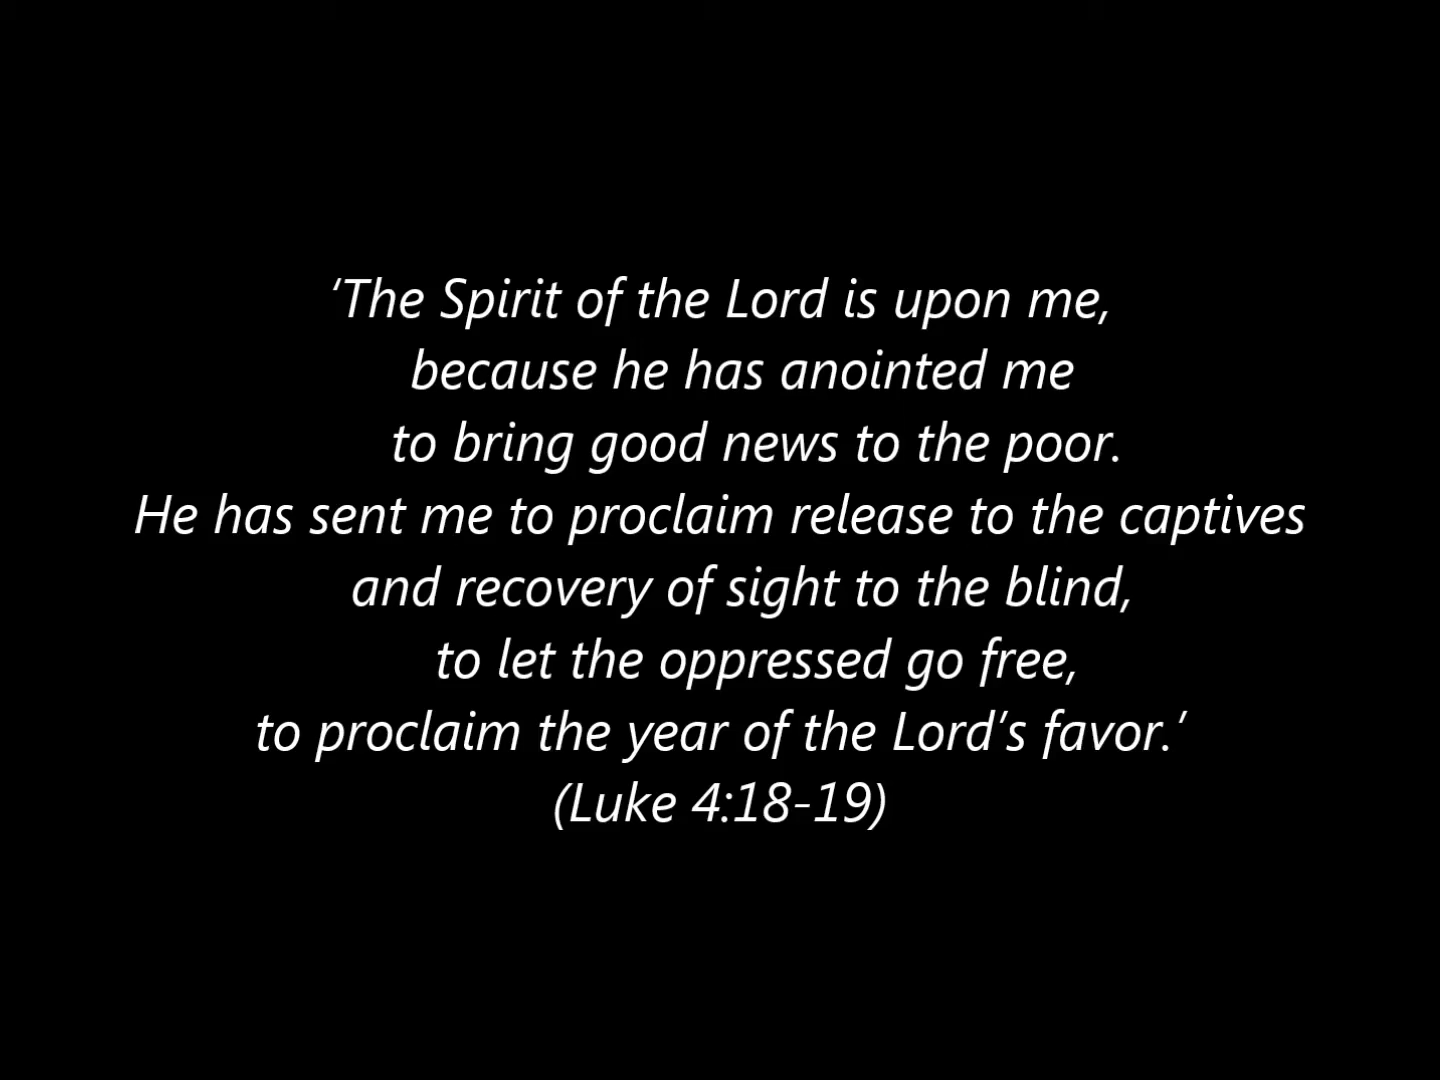 ‘The Spirit of the Lord is upon me,
because he has anointed me
to bring good news to the poor.
He has sent me to proclaim release to the captives
and recovery of sight to the blind,
to let the oppressed go free,
to proclaim the year of the Lord’s favor.’
(Luke 4:18-19)